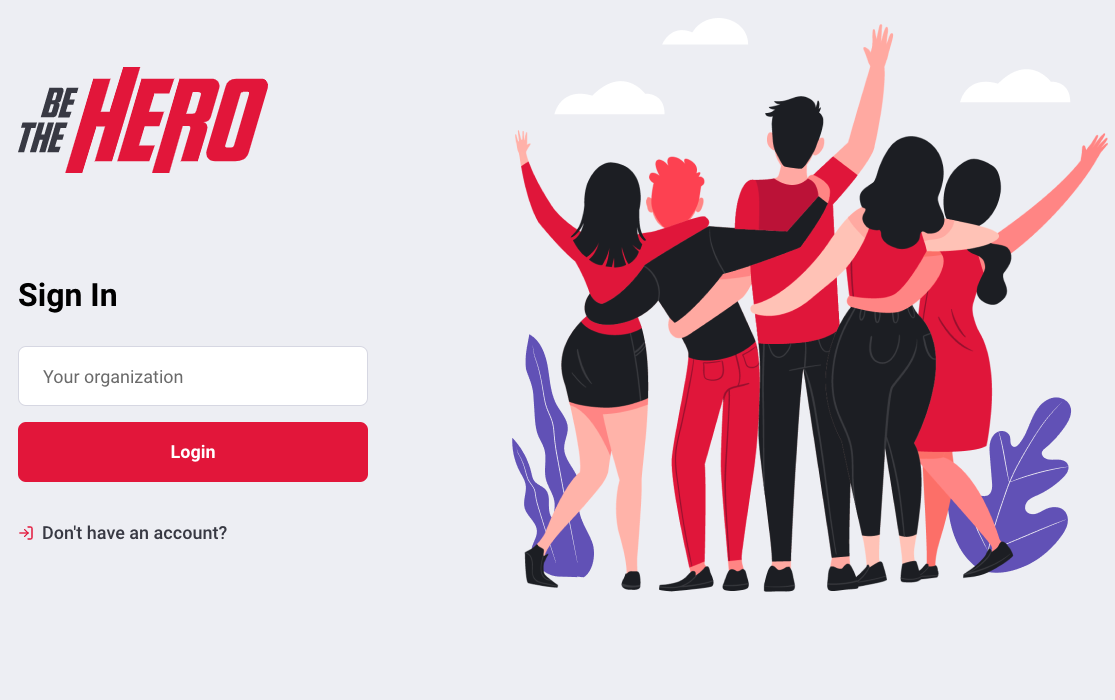 BE
THE
HERO
Sign In
Your organization
Login
Don't have an account?